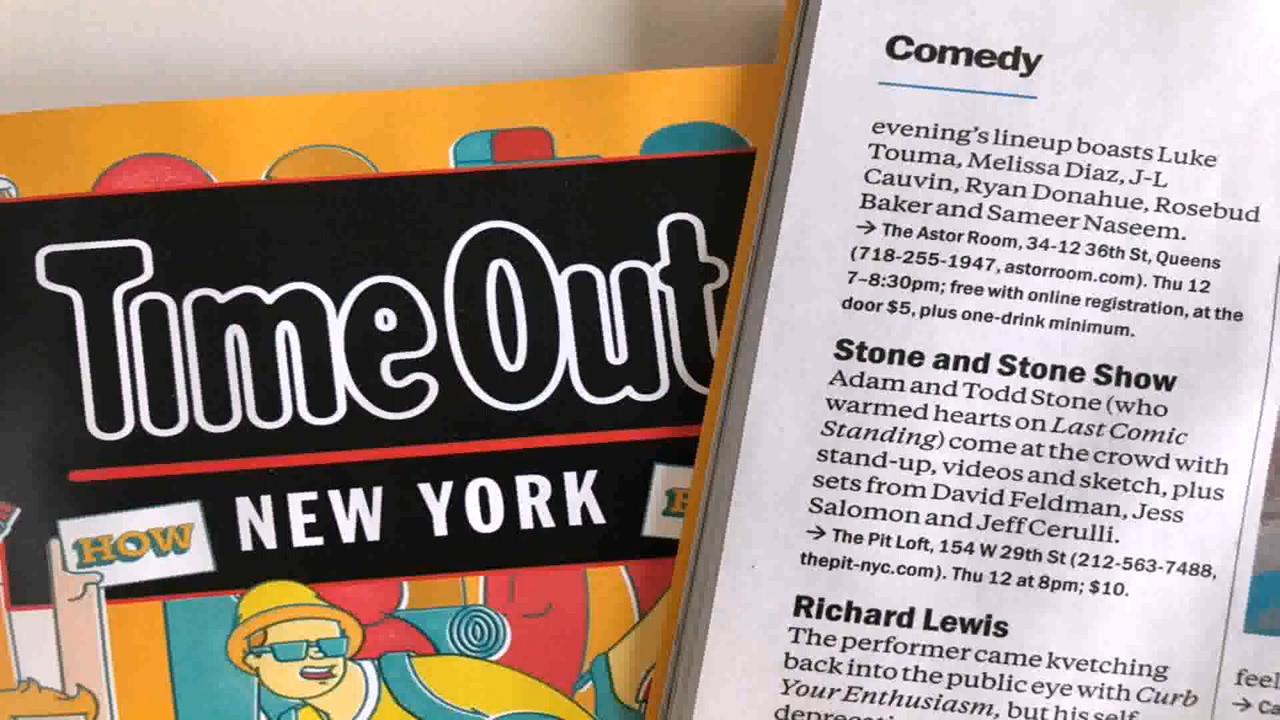 Time Out
NEW YORK
HOW
Comedy
evening's lineup boasts Luke
Touma, Melissa Diaz, J-L
Cauvin, Ryan Donahue, Rosebud
Baker and Sameer Naseem.
→ The Astor Room, 34-12 36th St, Queens
(718-255-1947, astorroom.com). Thu 12
7–8:30pm; free with online registration, at the
door $5, plus one-drink minimum.
Stone and Stone Show
Adam and Todd Stone (who
warmed hearts on Last Comic
Standing) come at the crowd with
stand-up, videos and sketch, plus
sets from David Feldman, Jess
Salomon and Jeff Cerulli.
→ The Pit Loft, 154 W 29th St (212-563-7488,
thepit-nyc.com). Thu 12 at 8pm; $10.
Richard Lewis
The performer came kvetching
back into the public eye with Curb
Your Enthusiasm, but his self
feel